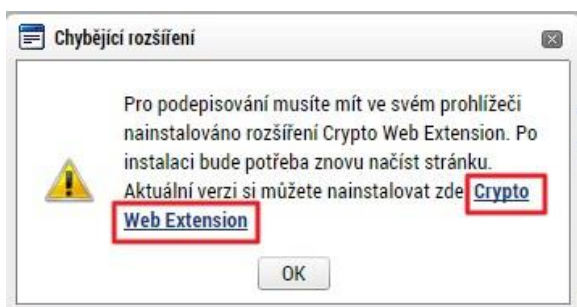 Chybějící rozšíření
Pro podepisování musíte mít ve svém prohlížeči
nainstalováno rozšíření Crypto Web Extension. Po
instalaci bude potřeba znovu načíst stránku.
Aktuální verzi si můžete nainstalovat zde Crypto
Web Extension
OK